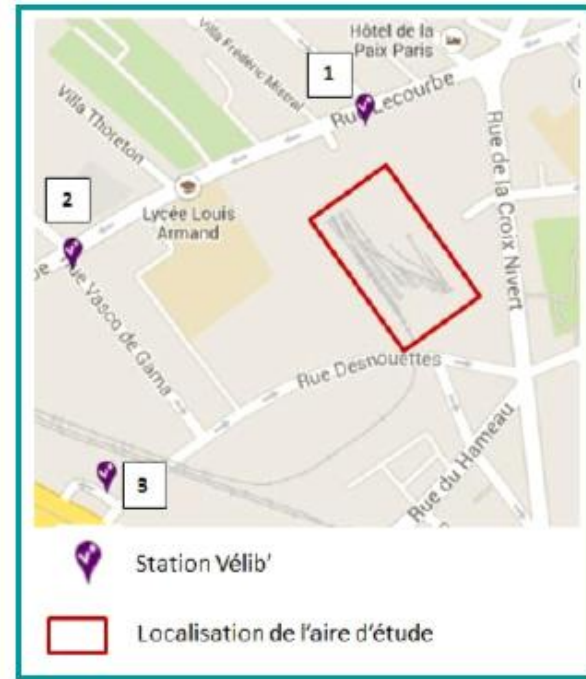 Hôtel de la
Paix Paris
Villa Frédéric Mistral
1
Rue Lecourbe
Villa Thoreton
Rue de la Croix Nivert
2
Lycée Louis
Armand
be
Rue Vasco de Gama
Rue Desnouettes
Rue du Hameau
3
Station Vélib'
Localisation de l'aire d'étude